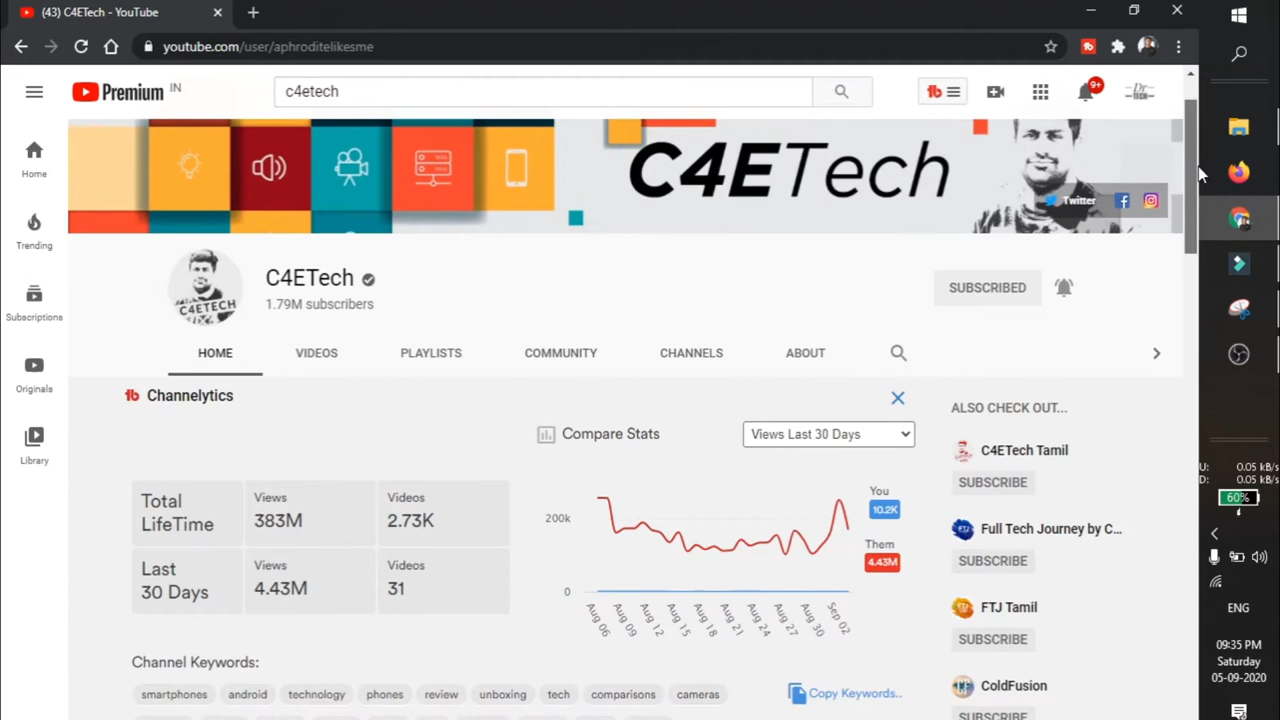 (43) C4ETech - YouTube
youtube.com/user/aphroditelikesme
Premium IN
c4etech
9+
Dr TECH
Home
Trending
Subscriptions
Originals
Library
C4ETech
Twitter
C4ETECH
C4ETech
1.79M subscribers
SUBSCRIBED
HOME VIDEOS PLAYLISTS COMMUNITY CHANNELS ABOUT
Channelytics
Compare Stats
Views Last 30 Days
Total LifeTime
Views
383M
Videos
2.73K
Last 30 Days
Views
4.43M
Videos
31
200k
0
Aug 06 Aug 09 Aug 12 Aug 15 Aug 18 Aug 21 Aug 24 Aug 27 Aug 30 Sep 02
You
10.2K
Them
4.43M
Channel Keywords:
smartphones android technology phones review unboxing tech comparisons cameras
Copy Keywords..
ALSO CHECK OUT...
C4ETech Tamil
SUBSCRIBE
Full Tech Journey by C...
SUBSCRIBE
FTJ Tamil
SUBSCRIBE
ColdFusion
SUBSCRIBE
U: 0.05 kB/s
D: 0.05 kB/s
60%
ENG
09:35 PM
Saturday
05-09-2020